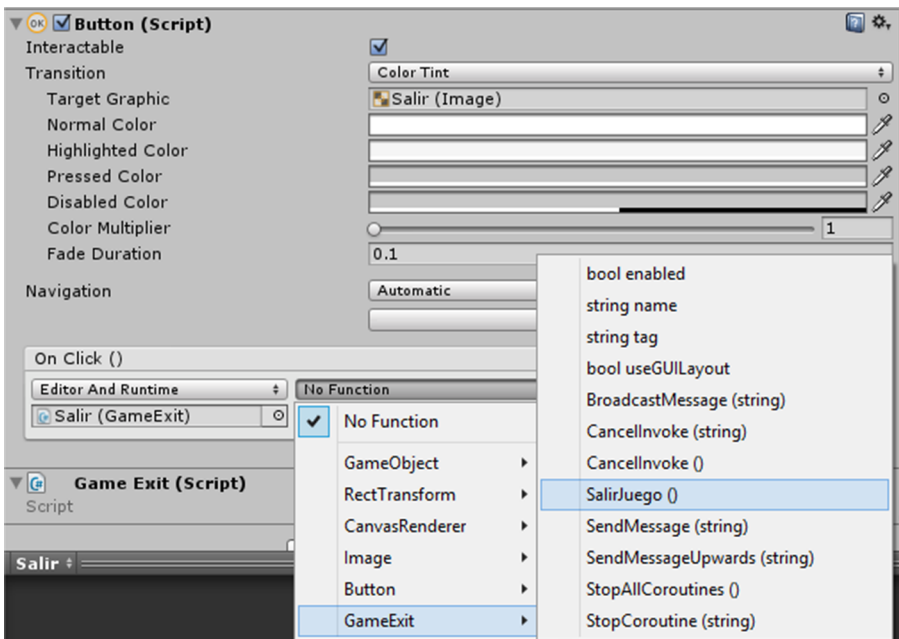 OK Button (Script)
Interactable
Transition Color Tint
Target Graphic Salir (Image)
Normal Color
Highlighted Color
Pressed Color
Disabled Color
Color Multiplier 1
Fade Duration 0.1
Navigation Automatic
On Click ()
Editor And Runtime No Function
Salir (GameExit)
No Function
GameObject
RectTransform
CanvasRenderer
Image
Button
GameExit
bool enabled
string name
string tag
bool useGUILayout
BroadcastMessage (string)
CancelInvoke (string)
CancelInvoke ()
SalirJuego ()
SendMessage (string)
SendMessageUpwards (string)
StopAllCoroutines ()
StopCoroutine (string)
C# Game Exit (Script)
Script
Salir